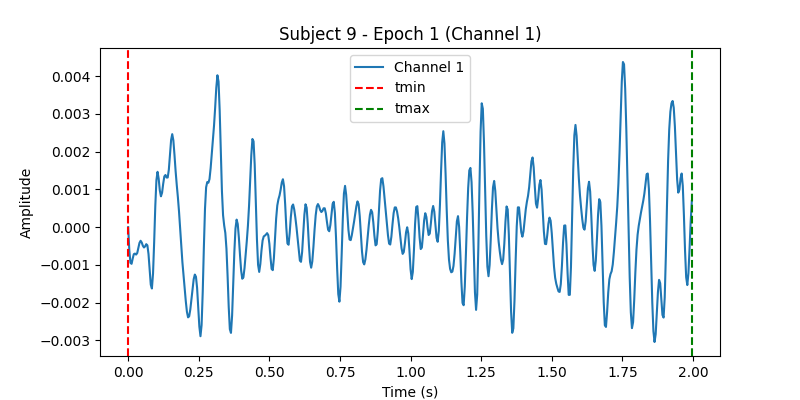 Subject 9 - Epoch 1 (Channel 1)
Channel 1
tmin
tmax
Amplitude
0.004
0.003
0.002
0.001
0.000
−0.001
−0.002
−0.003
0.00 0.25 0.50 0.75 1.00 1.25 1.50 1.75 2.00
Time (s)